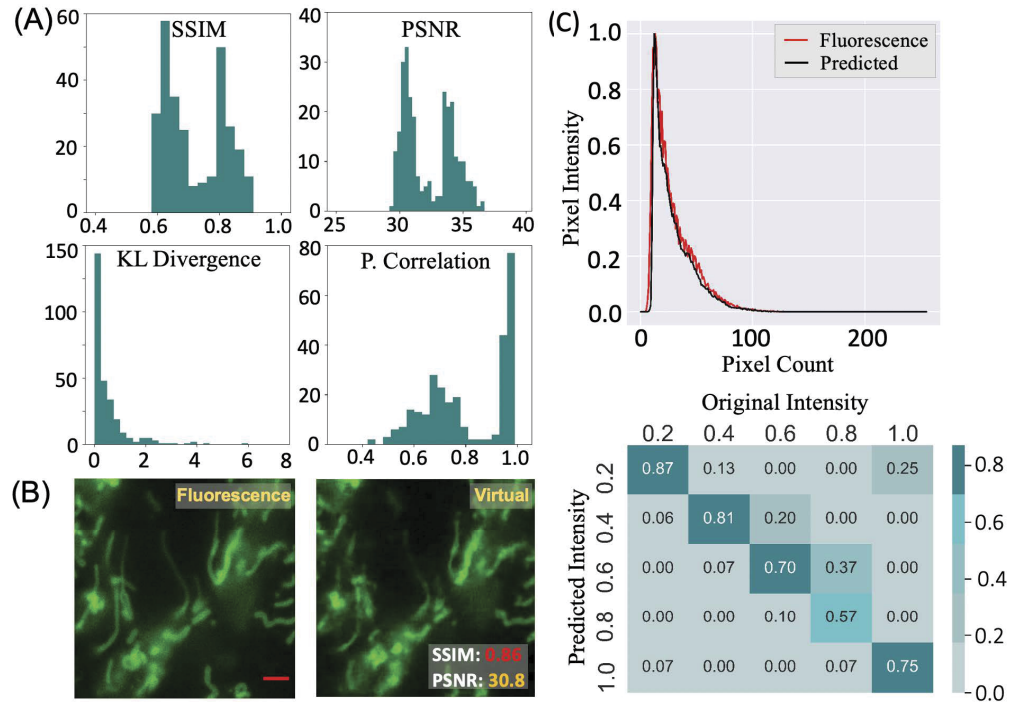 (A)
SSIM
60
40
20
0
0.4 0.6 0.8 1.0
PSNR
40
30
20
10
0
25 30 35 40
KL Divergence
150
100
50
0
0 2 4 6 8
P. Correlation
80
60
40
20
0
0.0 0.2 0.4 0.6 0.8 1.0
(B)
Fluorescence
Virtual
SSIM: 0.86
PSNR: 30.8
(C)
Fluorescence
Predicted
Pixel Intensity
1.0
0.8
0.6
0.4
0.2
0.0
0 100 200
Pixel Count
Original Intensity
0.2 0.4 0.6 0.8 1.0
Predicted Intensity
0.2 0.87 0.13 0.00 0.00 0.25
0.4 0.06 0.81 0.20 0.00 0.00
0.6 0.00 0.07 0.70 0.37 0.00
0.8 0.00 0.00 0.10 0.57 0.00
1.0 0.07 0.00 0.00 0.07 0.75
0.8
0.6
0.4
0.2
0.0